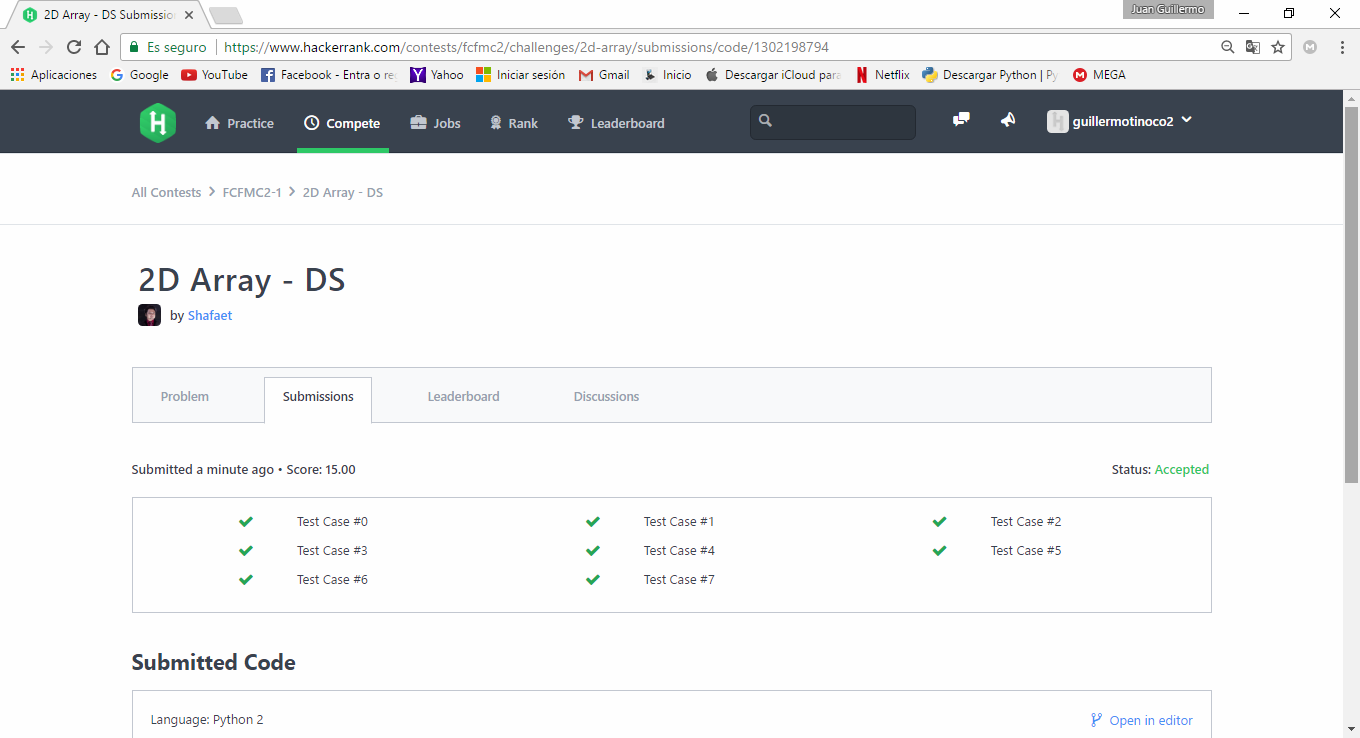 2D Array - DS Submissio
Juan Guillermo
Es seguro https://www.hackerrank.com/contests/fcfmc2/challenges/2d-array/submissions/code/1302198794
Aplicaciones Google YouTube Facebook - Entra o re Yahoo Iniciar sesión Gmail Inicio Descargar iCloud para Netflix Descargar Python | Py MEGA
H Practice Compete Jobs Rank Leaderboard guillermotinoco2
All Contests FCFMC2-1 2D Array - DS
2D Array - DS
by Shafaet
Problem Submissions Leaderboard Discussions
Submitted a minute ago • Score: 15.00 Status: Accepted
Test Case #0 Test Case #1 Test Case #2
Test Case #3 Test Case #4 Test Case #5
Test Case #6 Test Case #7
Submitted Code
Language: Python 2 Open in editor